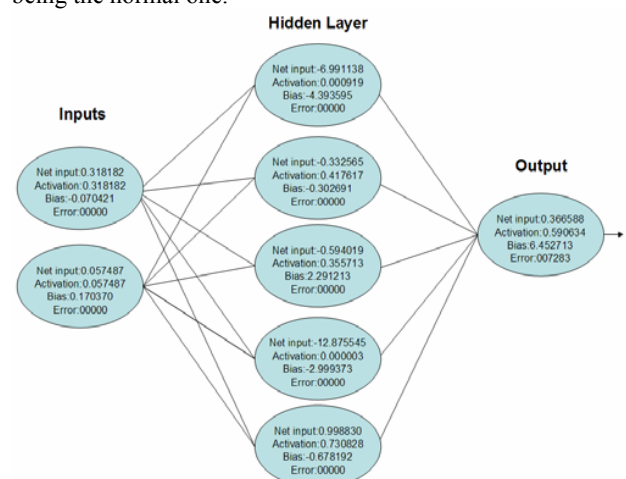 being the normal one.
Hidden Layer
Net input:-6.991138
Activation:0.000919
Bias:-4.393595
Error:00000
Inputs
Net input:0.318182
Activation:0.318182
Bias:-0.070421
Error:00000
Net input:0.057487
Activation:0.057487
Bias:0.170370
Error:00000
Net input:-0.332565
Activation:0.417617
Bias:-0.302691
Error:00000
Net input:-0.594019
Activation:0.355713
Bias:2.291213
Error:00000
Net input:-12.875545
Activation:0.000003
Bias:-2.999373
Error:00000
Net input:0.998830
Activation:0.730828
Bias:-0.678192
Error:00000
Output
Net input:0.366588
Activation:0.590634
Bias:6.452713
Error:007283